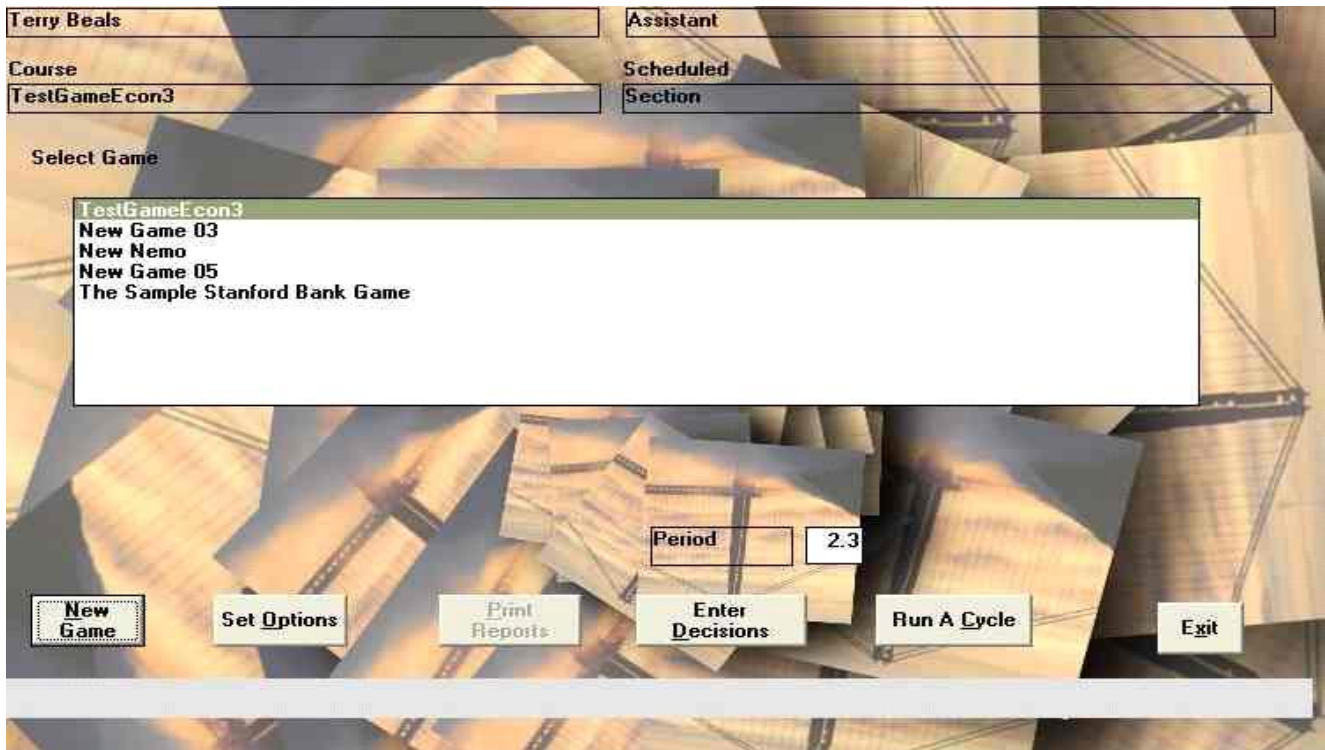 Terry Beals
Assistant
Course
Scheduled
TestGameEcon3
Section
Select Game
TestGameEcon3
New Game 03
New Nemo
New Game 05
The Sample Stanford Bank Game
Period 2.3
New
Game
Set Options
Print
Reports
Enter
Decisions
Run A Cycle
Exit